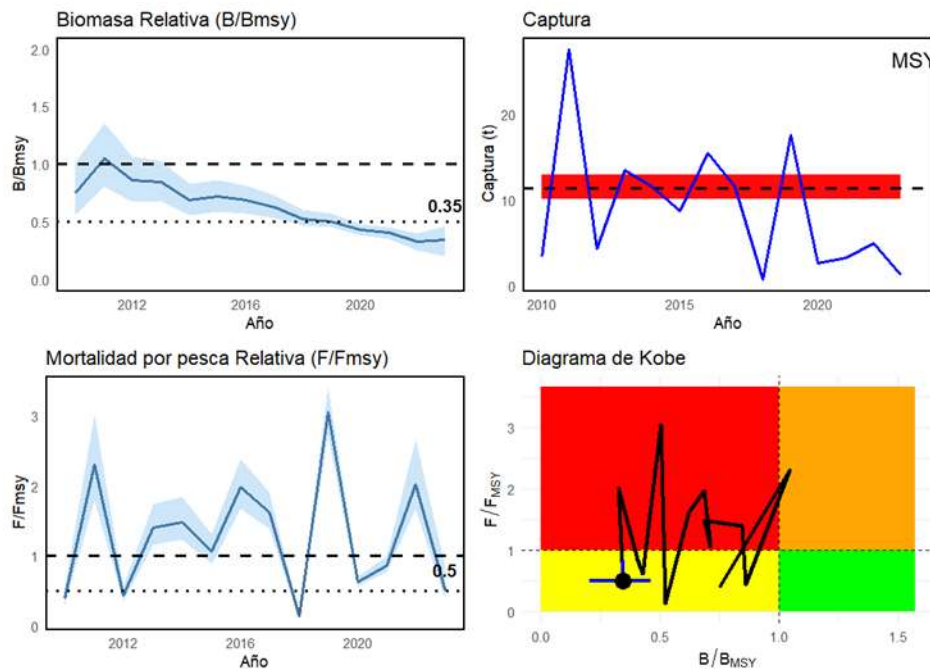 Biomasa Relativa (B/Bmsy)
2.0
1.5
1.0
0.5
0.0
B/Bmsy
0.35
2012
2016
2020
Año
Captura
MSY
20
10
0
Captura (t)
2010
2015
2020
Año
Mortalidad por pesca Relativa (F/Fmsy)
3
2
1
0
F/Fmsy
0.5
2012
2016
2020
Año
Diagrama de Kobe
3
2
1
0
F/FMSY
0.0
0.5
1.0
1.5
B/BMSY